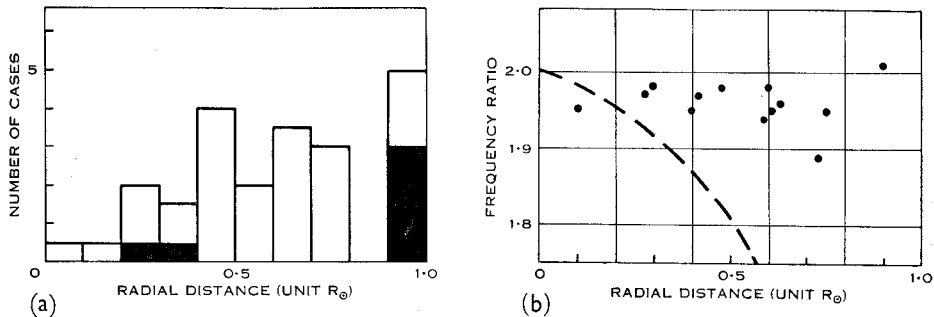 NUMBER OF CASES
5
0 0·5 1·0
RADIAL DISTANCE (UNIT R⊙)
(a)
FREQUENCY RATIO
2·0
1·9
1·8
0 0·5 1·0
RADIAL DISTANCE (UNIT R⊙)
(b)